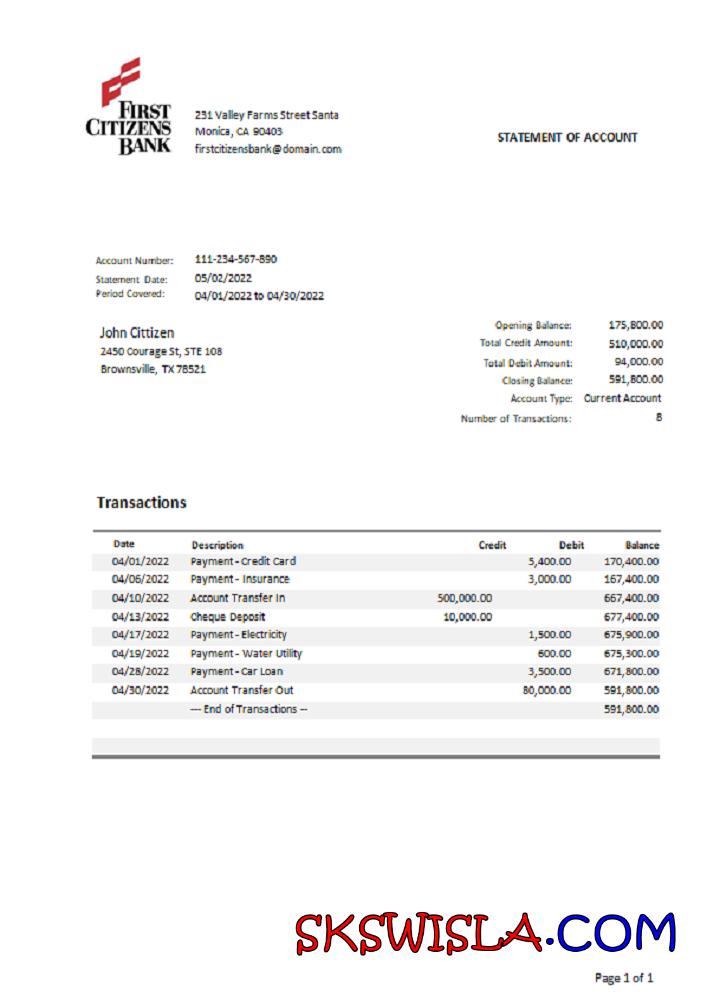 FIRST
CITIZENS
BANK
231 Valley Farms Street Santa
Monica, CA 90403
firstcitizensbank@domain.com
STATEMENT OF ACCOUNT
Account Number: 111-234-567-890
Statement Date: 05/02/2022
Period Covered: 04/01/2022 to 04/30/2022
John Cittizen
2450 Courage St, STE 108
Brownsville, TX 78521
Opening Balance: 175,800.00
Total Credit Amount: 510,000.00
Total Debit Amount: 94,000.00
Closing Balance: 591,800.00
Account Type: Current Account
Number of Transactions: 8
Transactions
Date Description Credit Debit Balance
04/01/2022 Payment - Credit Card 5,400.00 170,400.00
04/06/2022 Payment - Insurance 3,000.00 167,400.00
04/10/2022 Account Transfer In 500,000.00 667,400.00
04/13/2022 Cheque Deposit 10,000.00 677,400.00
04/17/2022 Payment - Electricity 1,500.00 675,900.00
04/19/2022 Payment - Water Utility 600.00 675,300.00
04/28/2022 Payment - Car Loan 3,500.00 671,800.00
04/30/2022 Account Transfer Out 80,000.00 591,800.00
--- End of Transactions -- 591,800.00
SKSWISLA.COM
Page 1 of 1